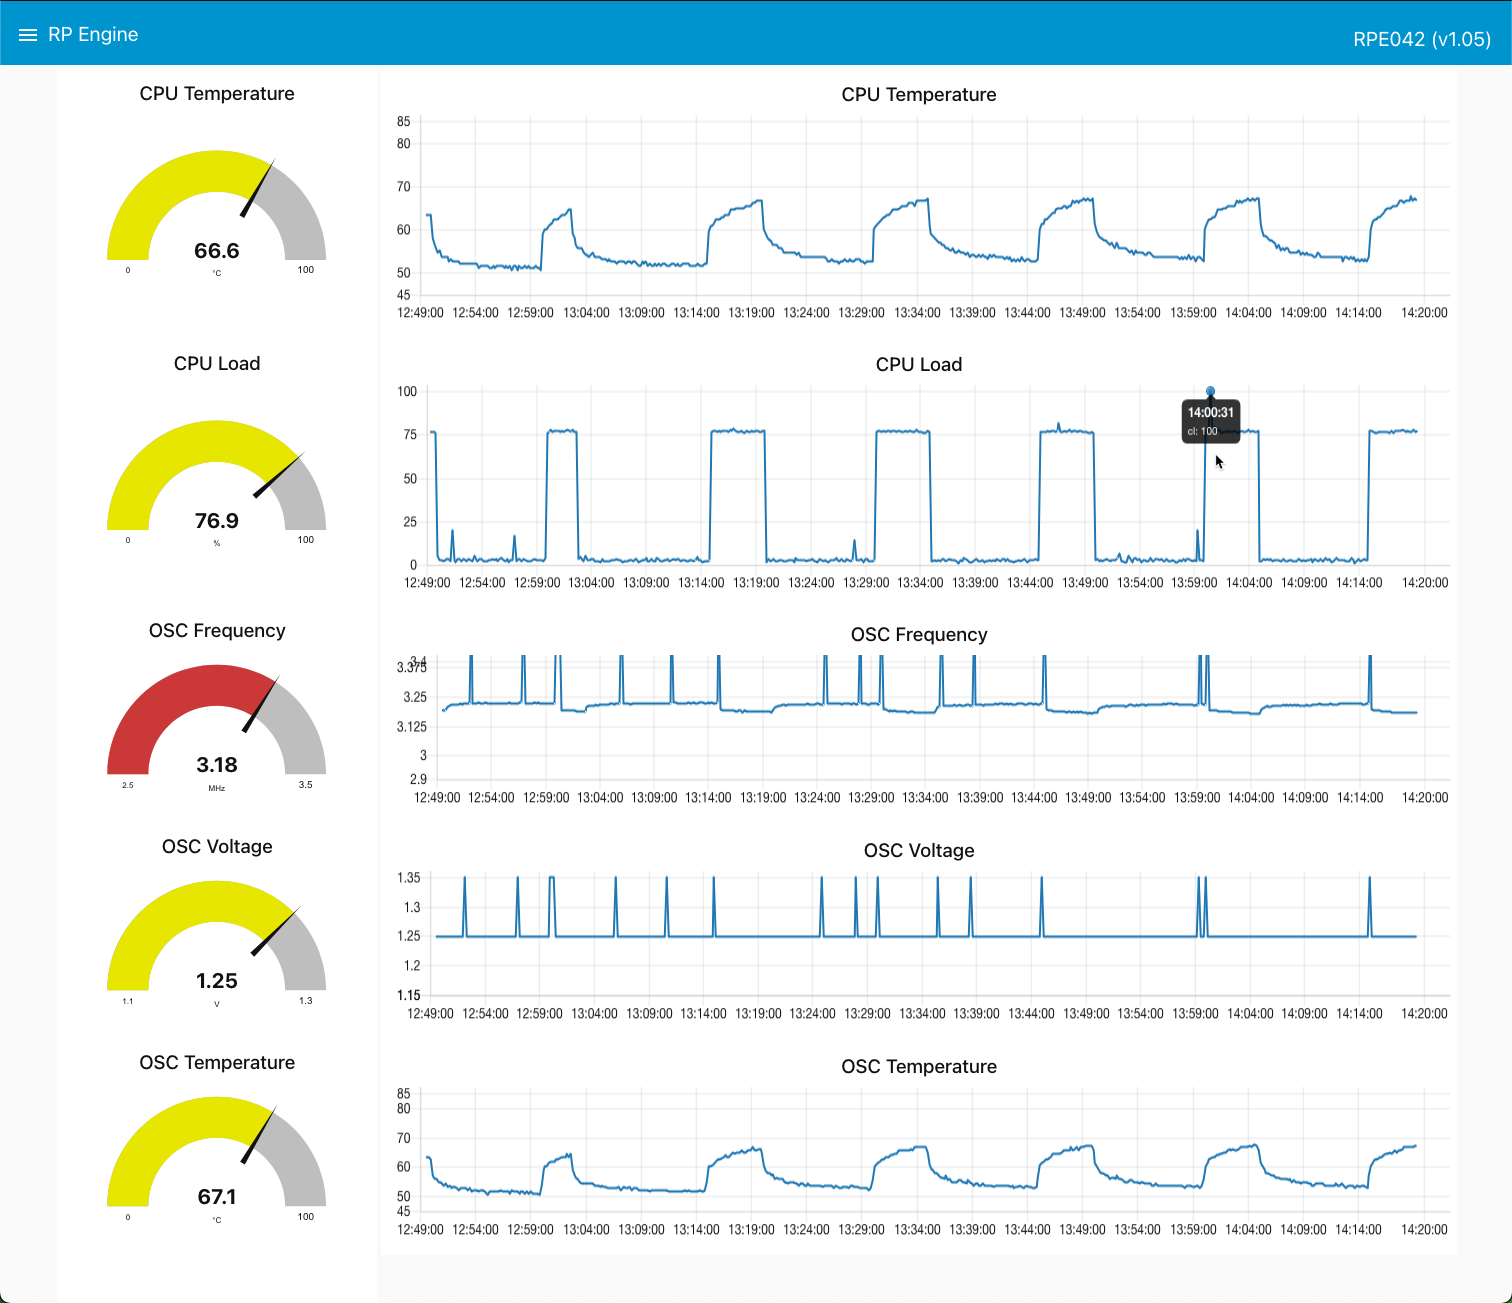 RP Engine
RPE042 (v1.05)
CPU Temperature
66.6
°C
0
100
CPU Temperature
85
80
70
60
50
45
12:49:00 12:54:00 12:59:00 13:04:00 13:09:00 13:14:00 13:19:00 13:24:00 13:29:00 13:34:00 13:39:00 13:44:00 13:49:00 13:54:00 13:59:00 14:04:00 14:09:00 14:14:00 14:20:00
CPU Load
76.9
%
0
100
CPU Load
100
75
50
25
0
14:00:31
cl: 100
12:49:00 12:54:00 12:59:00 13:04:00 13:09:00 13:14:00 13:19:00 13:24:00 13:29:00 13:34:00 13:39:00 13:44:00 13:49:00 13:54:00 13:59:00 14:04:00 14:09:00 14:14:00 14:20:00
OSC Frequency
3.18
MHz
2.5
3.5
OSC Frequency
3.4
3.375
3.25
3.125
3
2.9
12:49:00 12:54:00 12:59:00 13:04:00 13:09:00 13:14:00 13:19:00 13:24:00 13:29:00 13:34:00 13:39:00 13:44:00 13:49:00 13:54:00 13:59:00 14:04:00 14:09:00 14:14:00 14:20:00
OSC Voltage
1.25
V
1.1
1.3
OSC Voltage
1.35
1.3
1.25
1.2
1.15
12:49:00 12:54:00 12:59:00 13:04:00 13:09:00 13:14:00 13:19:00 13:24:00 13:29:00 13:34:00 13:39:00 13:44:00 13:49:00 13:54:00 13:59:00 14:04:00 14:09:00 14:14:00 14:20:00
OSC Temperature
67.1
°C
0
100
OSC Temperature
85
80
70
60
50
45
12:49:00 12:54:00 12:59:00 13:04:00 13:09:00 13:14:00 13:19:00 13:24:00 13:29:00 13:34:00 13:39:00 13:44:00 13:49:00 13:54:00 13:59:00 14:04:00 14:09:00 14:14:00 14:20:00